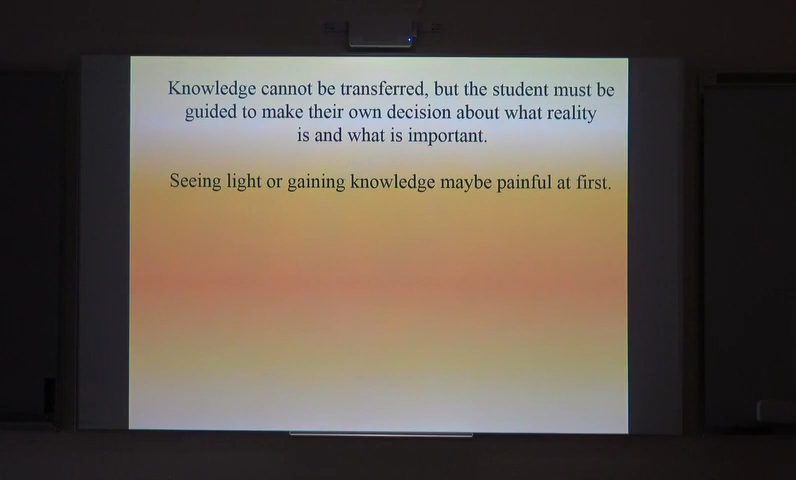 Knowledge cannot be transferred, but the student must be
guided to make their own decision about what reality
is and what is important.
Seeing light or gaining knowledge maybe painful at first.